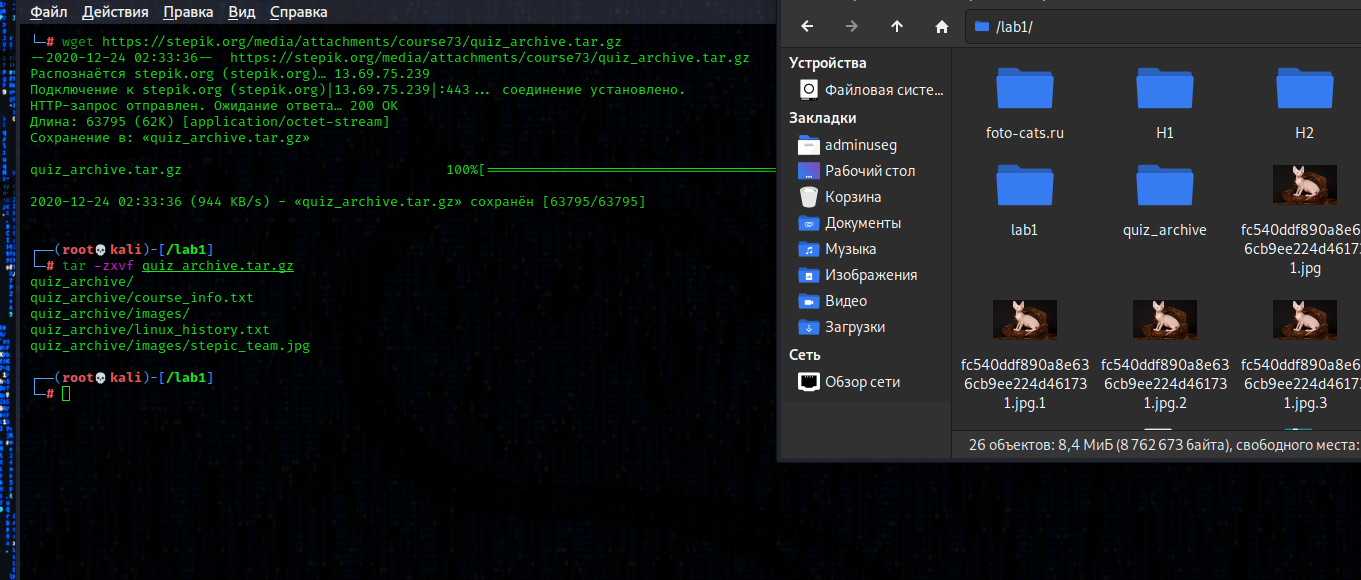 Файл Действия Правка Вид Справка
└─# wget https://stepik.org/media/attachments/course73/quiz_archive.tar.gz
--2020-12-24 02:33:36-- https://stepik.org/media/attachments/course73/quiz_archive.tar.gz
Распознаётся stepik.org (stepik.org)… 13.69.75.239
Подключение к stepik.org (stepik.org)|13.69.75.239|:443... соединение установлено.
HTTP-запрос отправлен. Ожидание ответа… 200 OK
Длина: 63795 (62K) [application/octet-stream]
Сохранение в: «quiz_archive.tar.gz»
quiz_archive.tar.gz 100%[
2020-12-24 02:33:36 (944 KB/s) - «quiz_archive.tar.gz» сохранён [63795/63795]
┌──(root💀kali)-[/lab1]
└─# tar -zxvf quiz_archive.tar.gz
quiz_archive/
quiz_archive/course_info.txt
quiz_archive/images/
quiz_archive/linux_history.txt
quiz_archive/images/stepic_team.jpg
┌──(root💀kali)-[/lab1]
└─#
/lab1/
Устройства
Файловая систе...
Закладки
adminuseg
Рабочий стол
Корзина
Документы
Музыка
Изображения
Видео
Загрузки
Сеть
Обзор сети
foto-cats.ru H1 H2
lab1 quiz_archive fc540ddf890a8e6
6cb9ee224d4617
1.jpg
fc540ddf890a8e63 fc540ddf890a8e63 fc540ddf890a8e6
6cb9ee224d46173 6cb9ee224d46173 6cb9ee224d4617
1.jpg.1 1.jpg.2 1.jpg.3
26 объектов: 8,4 МиБ (8 762 673 байта), свободного места: